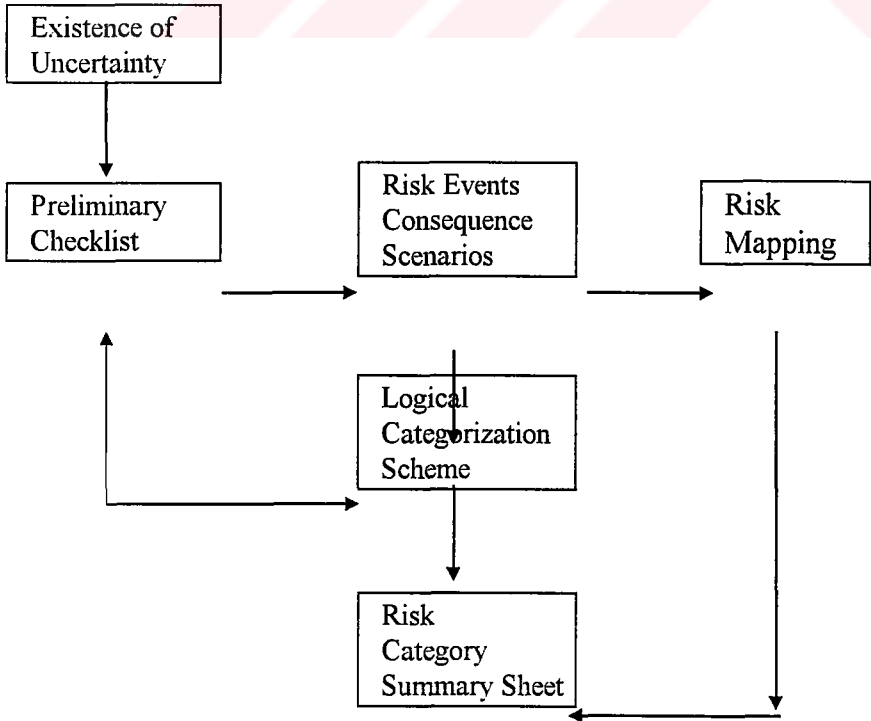 Existence of
Uncertainty
Preliminary
Checklist
Risk Events
Consequence
Scenarios
Risk
Mapping
Logical
Categorization
Scheme
Risk
Category
Summary Sheet